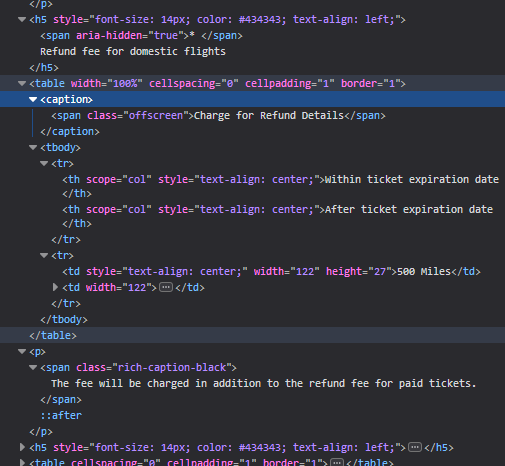 </p>
<h5 style="font-size: 14px; color: #434343; text-align: left;">
<span aria-hidden="true">* </span>
Refund fee for domestic flights
</h5>
<table width="100%" cellspacing="0" cellpadding="1" border="1">
<caption>
<span class="offscreen">Charge for Refund Details</span>
</caption>
<tbody>
<tr>
<th scope="col" style="text-align: center;">Within ticket expiration date
</th>
<th scope="col" style="text-align: center;">After ticket expiration date
</th>
</tr>
<tr>
<td style="text-align: center;" width="122" height="27">500 Miles</td>
<td width="122">…</td>
</tr>
</tbody>
</table>
<p>
<span class="rich-caption-black">
The fee will be charged in addition to the refund fee for paid tickets.
</span>
::after
</p>
<h5 style="font-size: 14px; color: #434343; text-align: left;">…</h5>
<table cellspacing="0" cellpadding="1" border="1">…</table>